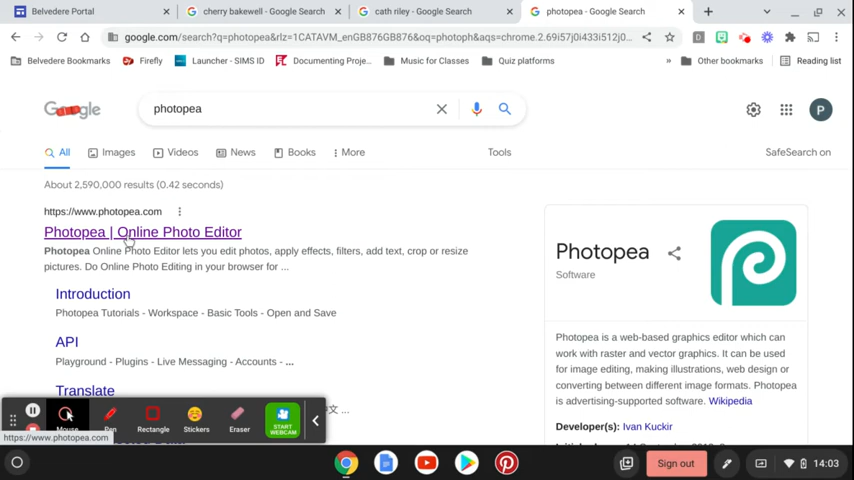 Belvedere Portal
cherry bakewell - Google Search
cath riley - Google Search
photopea - Google Search
google.com/search?q=photopea&rlz=1CATAVM_enGB876GB876&oq=photoph&aqs=chrome.2.69i57j0i433i512j0...
Belvedere Bookmarks
Firefly
Launcher - SIMS ID
Documenting Proje...
Music for Classes
Quiz platforms
»
Other bookmarks
Reading list
Google
photopea
P
All
Images
Videos
News
Books
More
Tools
SafeSearch on
About 2,590,000 results (0.42 seconds)
https://www.photopea.com
Photopea | Online Photo Editor
Photopea Online Photo Editor lets you edit photos, apply effects, filters, add text, crop or resize
pictures. Do Online Photo Editing in your browser for ...
Introduction
Photopea Tutorials - Workspace - Basic Tools - Open and Save
API
Playground - Plugins - Live Messaging - Accounts - ...
Translate
文 ...
Photopea
Software
Photopea is a web-based graphics editor which can
work with raster and vector graphics. It can be used
for image editing, making illustrations, web design or
converting between different image formats. Photopea
is advertising-supported software. Wikipedia
Developer(s): Ivan Kuckir
Mouse
Pen
Rectangle
Stickers
Eraser
START
WEBCAM
https://www.photopea.com
Sign out
14:03